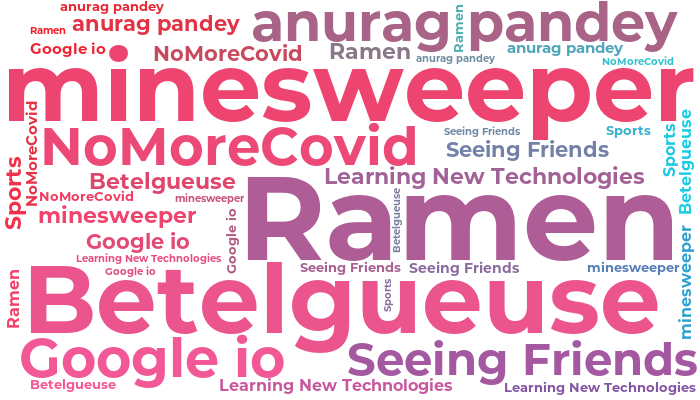 anurag pandey
Ramen
anurag pandey
anurag pandey
Ramen
Google io
NoMoreCovid
Ramen
anurag pandey
anurag pandey
NoMoreCovid
minesweeper
NoMoreCovid
NoMoreCovid
Seeing Friends
Sports
Seeing Friends
Sports
Betelgueuse
Sports
Betelgueuse
Learning New Technologies
NoMoreCovid
minesweeper
minesweeper
Ramen
Betelgueuse
Google io
Google io
Learning New Technologies
Google io
Seeing Friends
Seeing Friends
minesweeper
minesweeper
Ramen
Betelgueuse
Sports
Google io
Seeing Friends
Betelgueuse
Learning New Technologies
Learning New Technologies